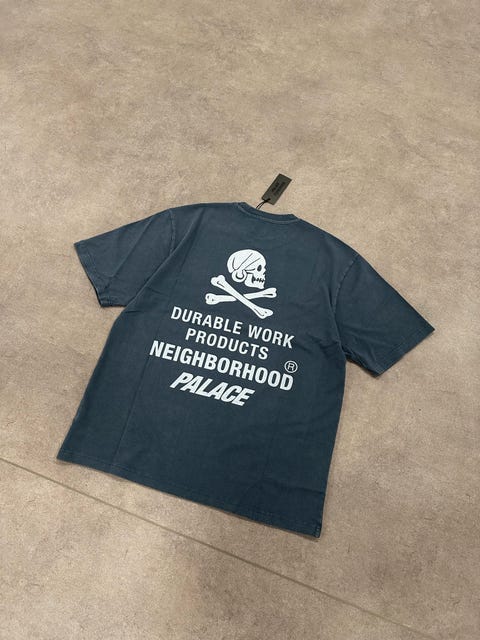 DURABLE WORK
PRODUCTS
NEIGHBORHOOD®
PALACE